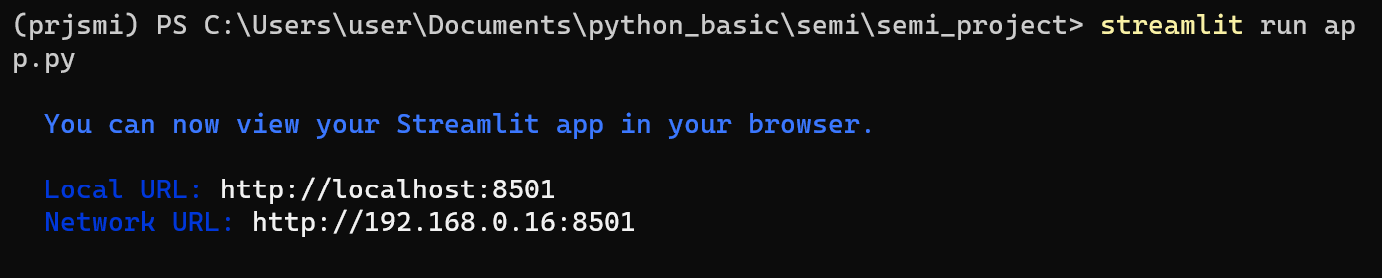 (prjsmi) PS C:\Users\user\Documents\python_basic\semi\semi_project> streamlit run ap
p.py
You can now view your Streamlit app in your browser.
Local URL: http://localhost:8501
Network URL: http://192.168.0.16:8501